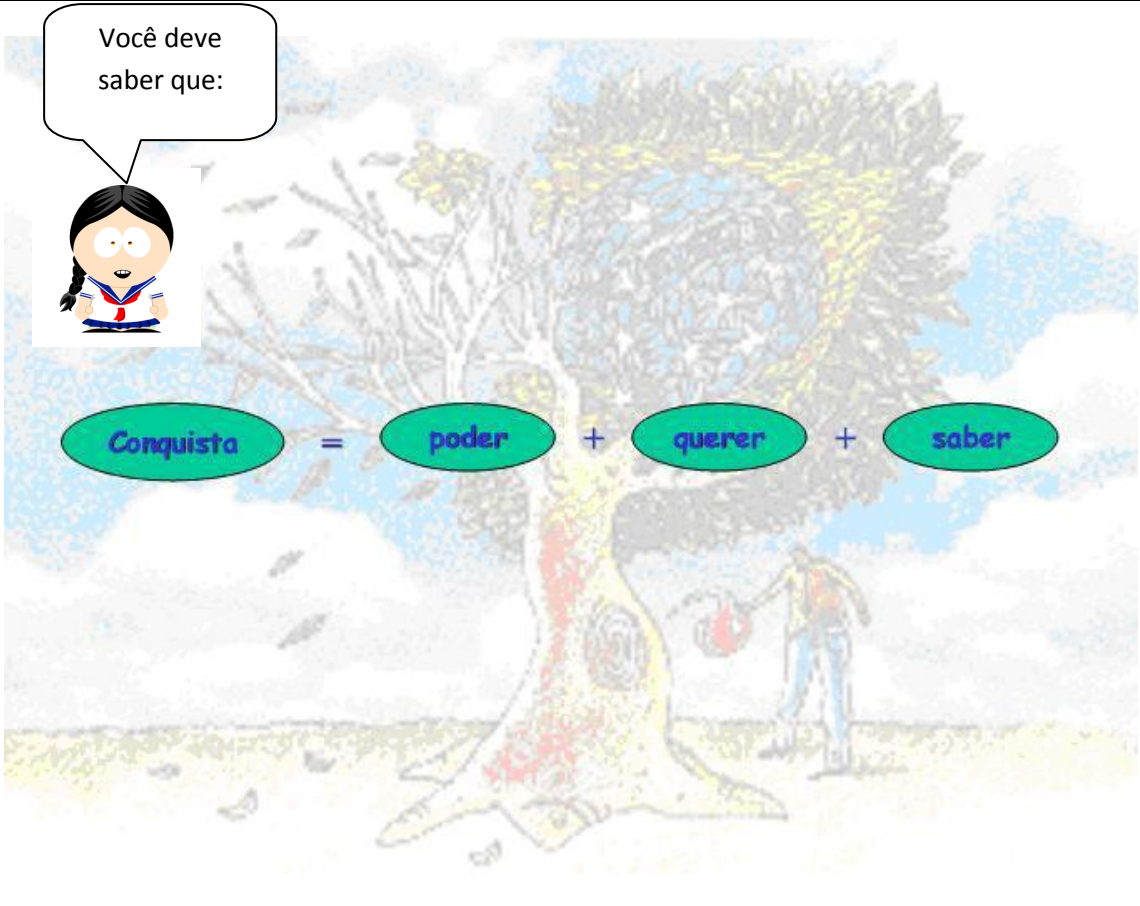 Você deve
saber que:
Conquista = poder + querer + saber